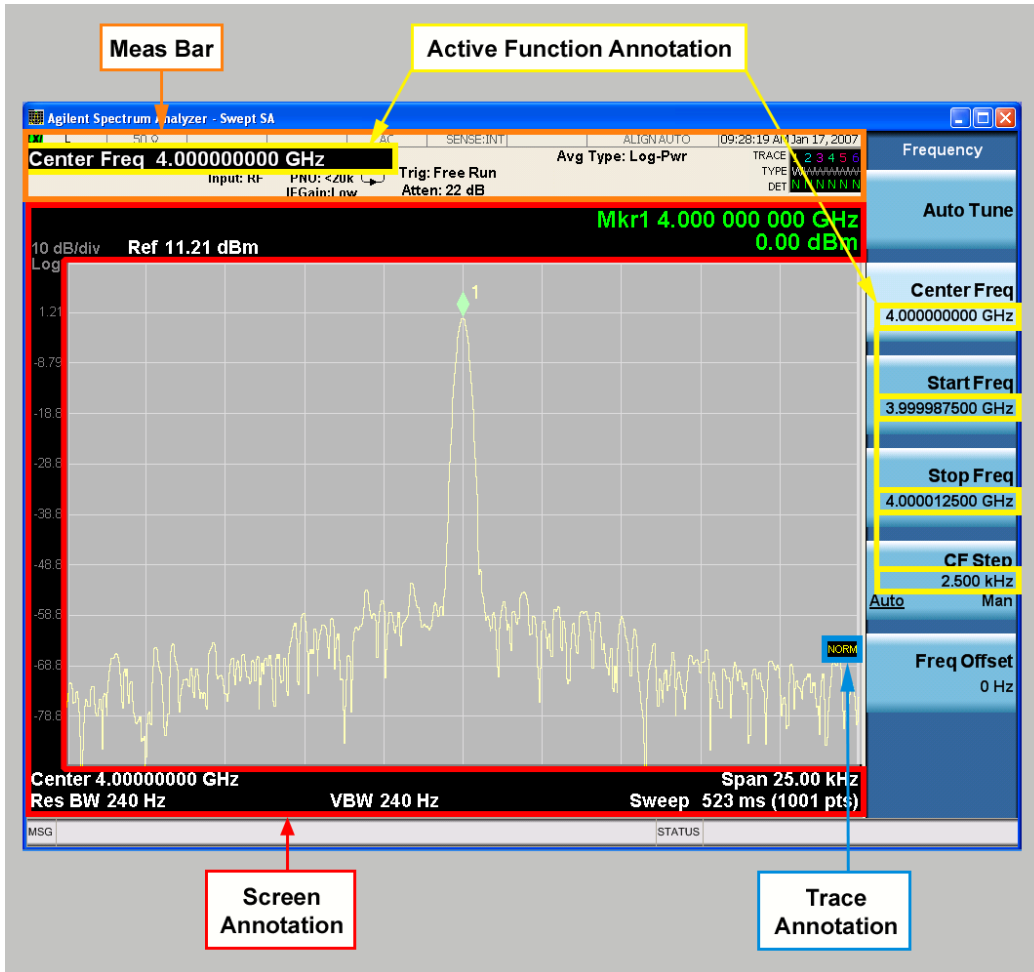 Meas Bar
Active Function Annotation
Agilent Spectrum Analyzer - Swept SA
L 50 Ω AC SENSE:INT ALIGN AUTO 09:28:19 AM Jan 17, 2007
Center Freq 4.000000000 GHz
Input: RF PNO: <20k
IFGain:Low
Trig: Free Run
Atten: 22 dB
Avg Type: Log-Pwr
TRACE 1 2 3 4 5 6
TYPE
DET N N N N N N
Mkr1 4.000 000 000 GHz
0.00 dBm
10 dB/div Ref 11.21 dBm
Log
1
1.21
-8.79
-18.8
-28.8
-38.8
-48.8
-58.8
-68.8
-78.8
NORM
Center 4.00000000 GHz Span 25.00 kHz
Res BW 240 Hz VBW 240 Hz Sweep 523 ms (1001 pts)
MSG STATUS
Frequency
Auto Tune
Center Freq
4.000000000 GHz
Start Freq
3.999987500 GHz
Stop Freq
4.000012500 GHz
CF Step
2.500 kHz
Auto Man
Freq Offset
0 Hz
Screen
Annotation
Trace
Annotation